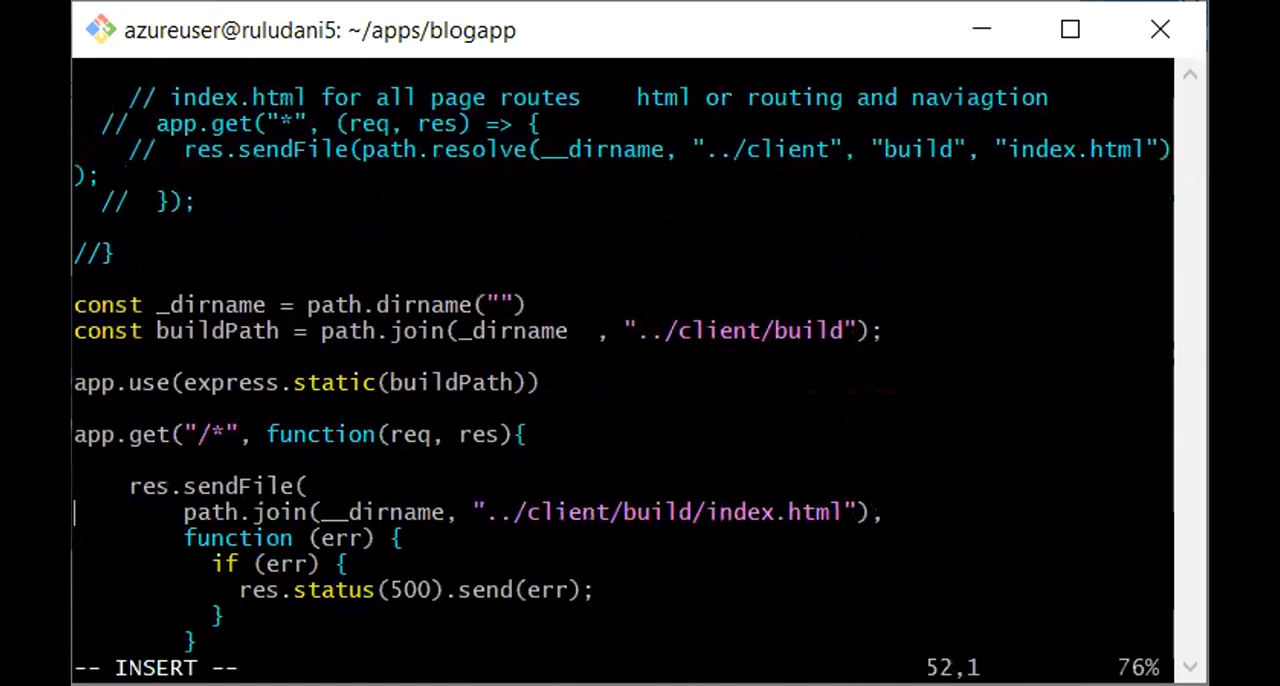 azureuser@ruludani5: ~/apps/blogapp
// index.html for all page routes    html or routing and naviagtion
//  app.get("*", (req, res) => {
//  res.sendFile(path.resolve(__dirname, "../client", "build", "index.html")
);
//  });
//}
const _dirname = path.dirname("")
const buildPath = path.join(_dirname  , "../client/build");
app.use(express.static(buildPath))
app.get("/*", function(req, res){
res.sendFile(
path.join(__dirname, "../client/build/index.html"),
function (err) {
if (err) {
res.status(500).send(err);
}
}
-- INSERT --    52,1    76%